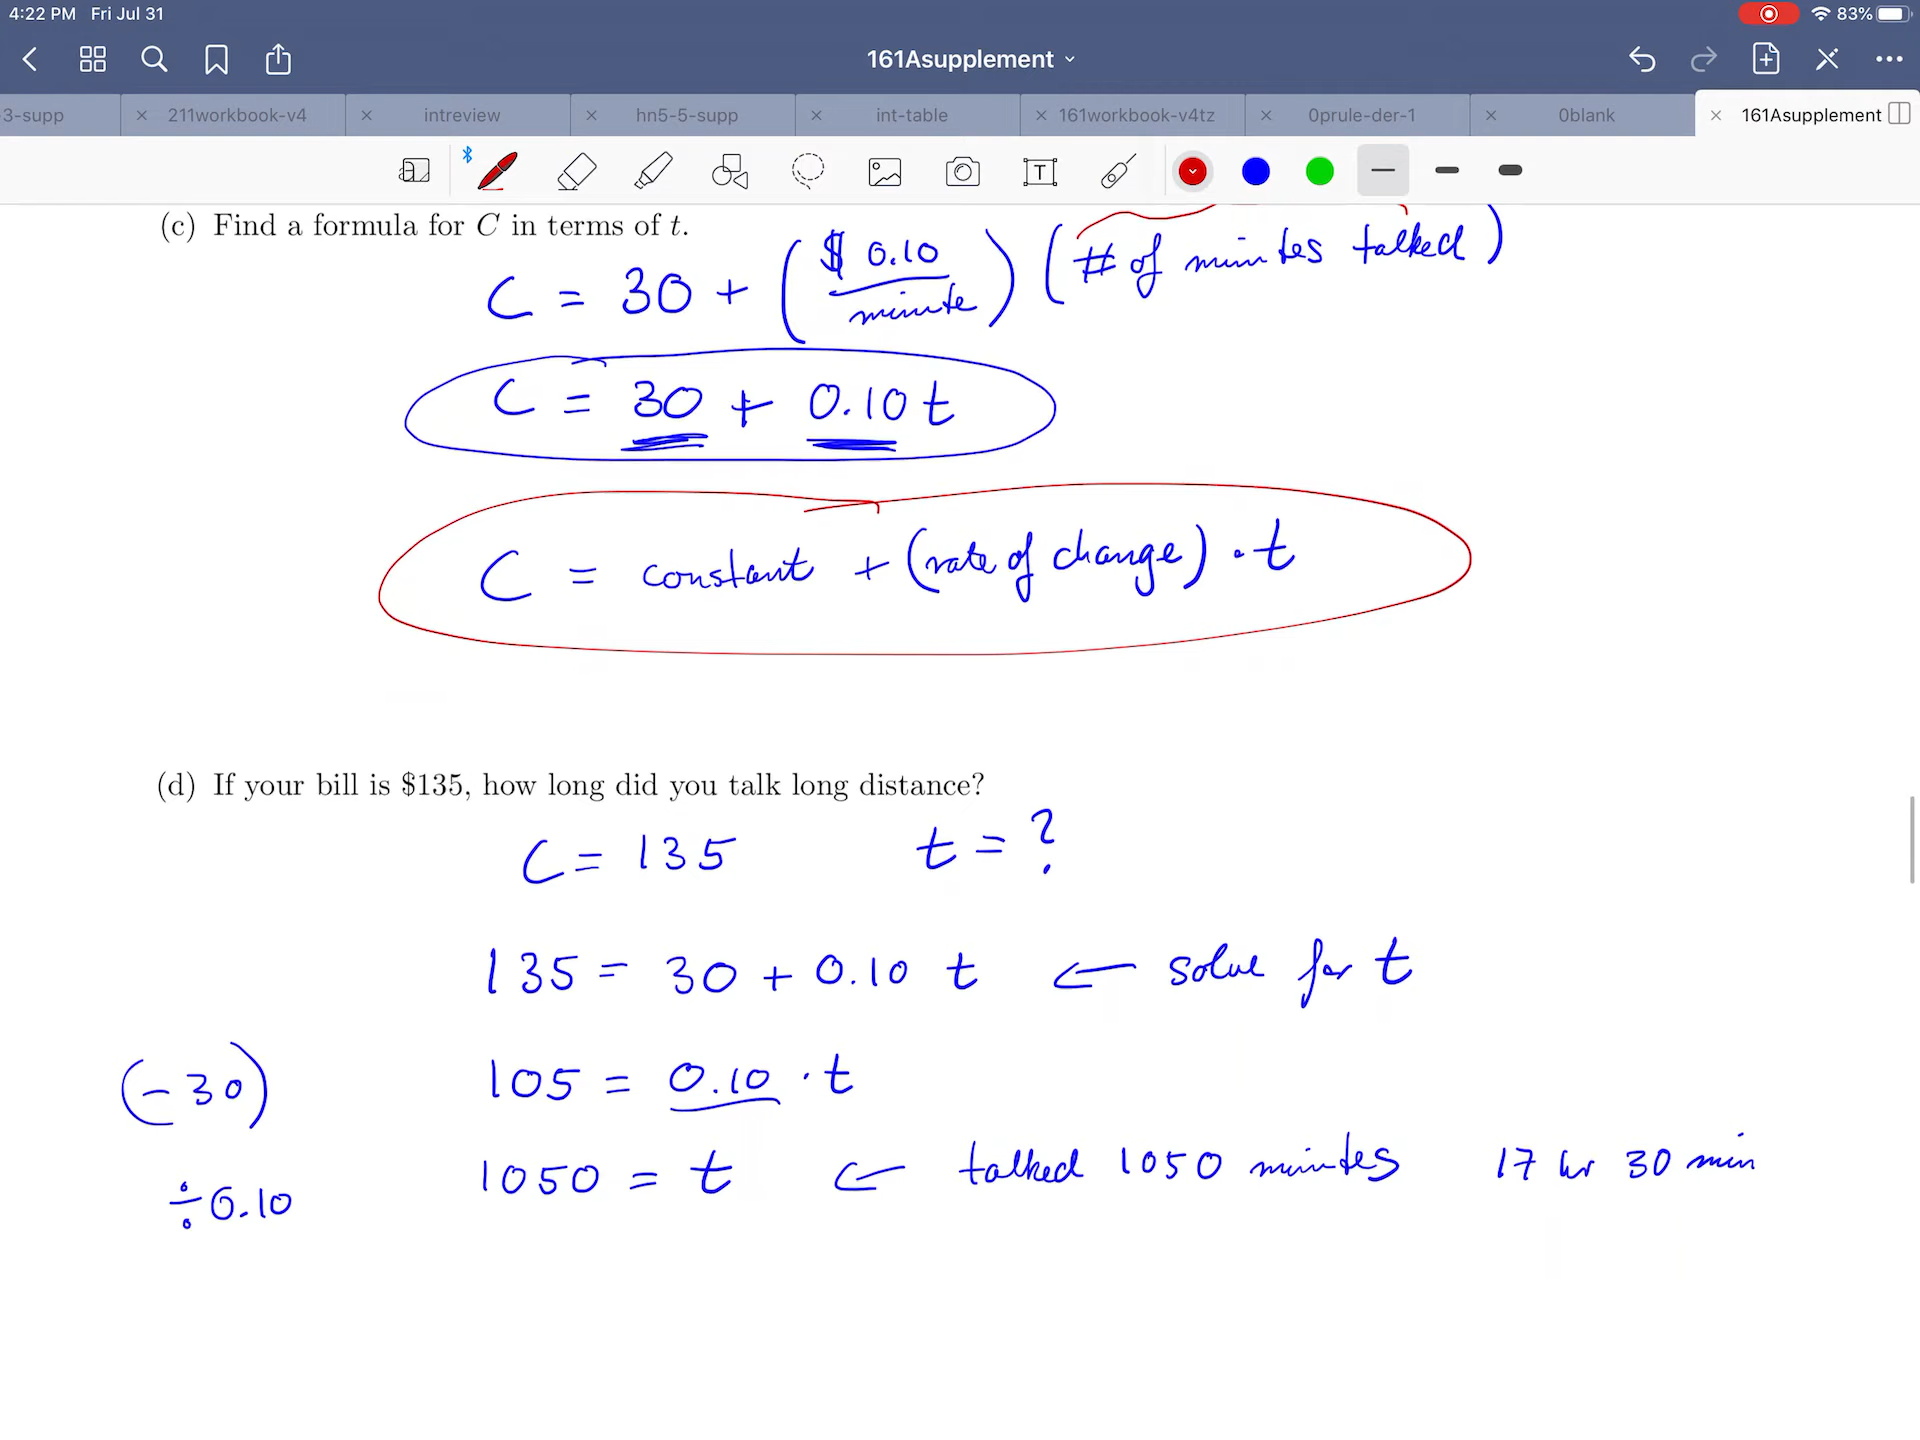 4:22 PM Fri Jul 31 83%
161Asupplement
3-supp 211workbook-v4 intreview hn5-5-supp int-table 161workbook-v4tz 0prule-der-1 0blank 161Asupplement
(c) Find a formula for C in terms of t.
C = 30 + ($ 0.10 / minute) (# of minutes talked)
C = 30 + 0.10 t
C = constant + (rate of change) · t
(d) If your bill is $135, how long did you talk long distance?
C = 135 t = ?
135 = 30 + 0.10 t ← solve for t
(-30) 105 = 0.10 · t
÷0.10 1050 = t ← talked 1050 minutes 17 hr 30 min